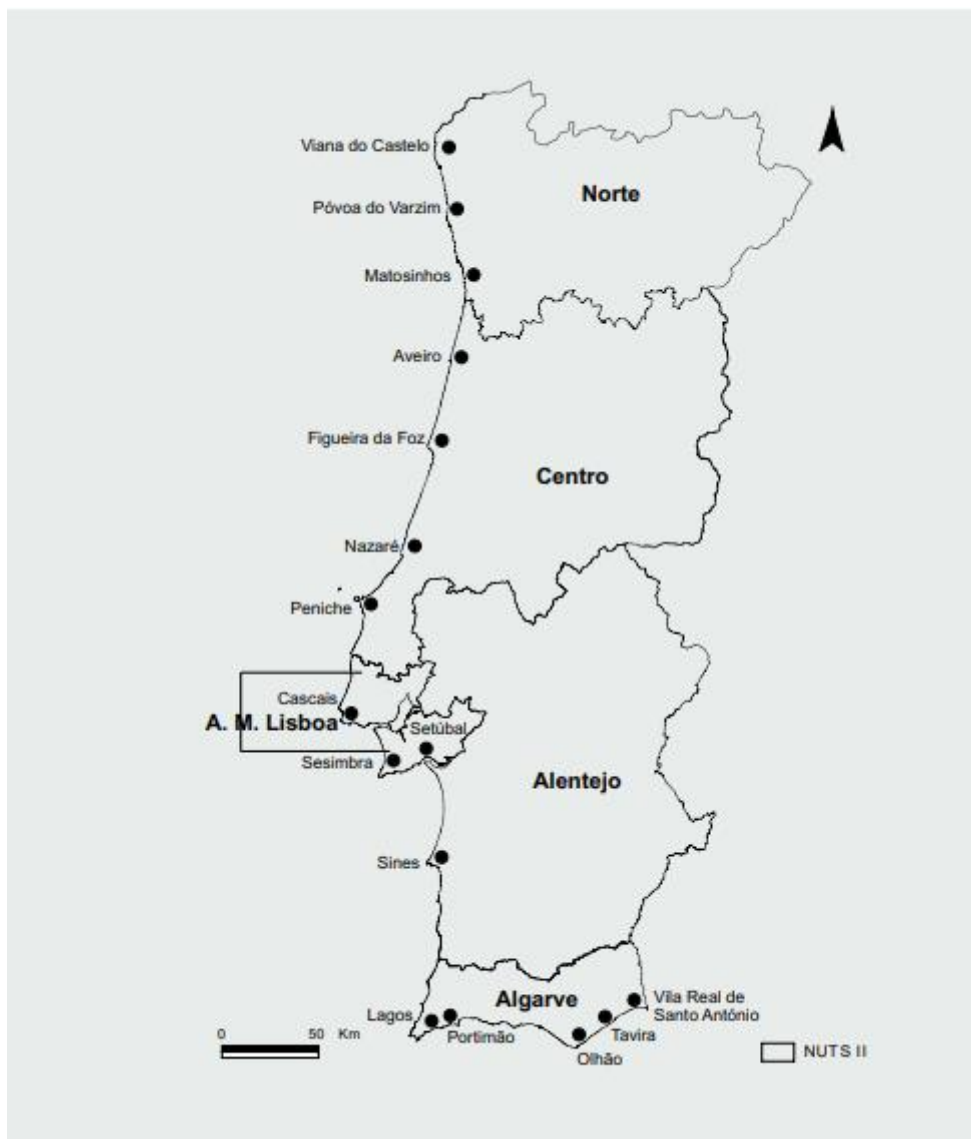 Viana do Castelo
Norte
Póvoa do Varzim
Matosinhos
Aveiro
Figueira da Foz
Centro
Nazaré
Peniche
Cascais
A. M. Lisboa
Setúbal
Sesimbra
Alentejo
Sines
Algarve
Vila Real de
Santo António
Lagos
Portimão
Tavira
Olhão
0 50 Km
NUTS II